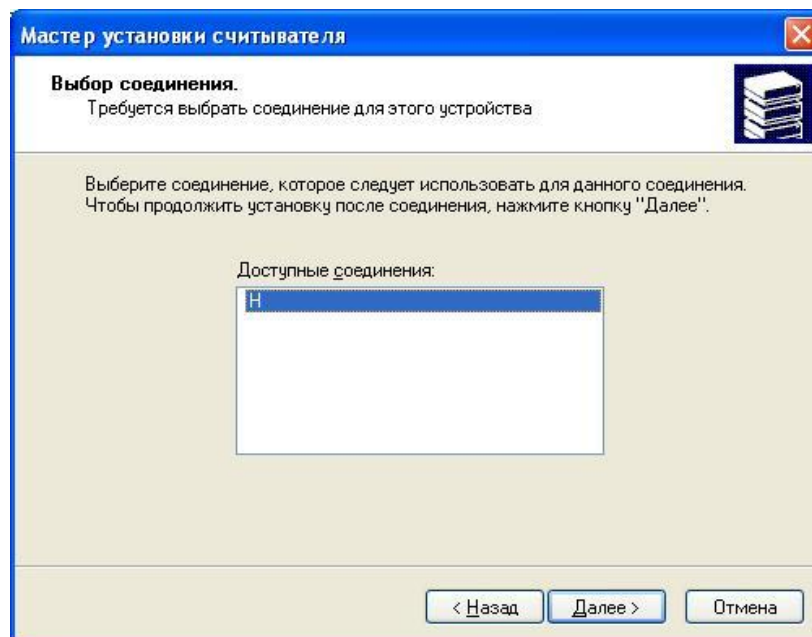 Мастер установки считывателя
Выбор соединения.
Требуется выбрать соединение для этого устройства
Выберите соединение, которое следует использовать для данного соединения.
Чтобы продолжить установку после соединения, нажмите кнопку "Далее".
Доступные соединения:
H
< Назад Далее > Отмена